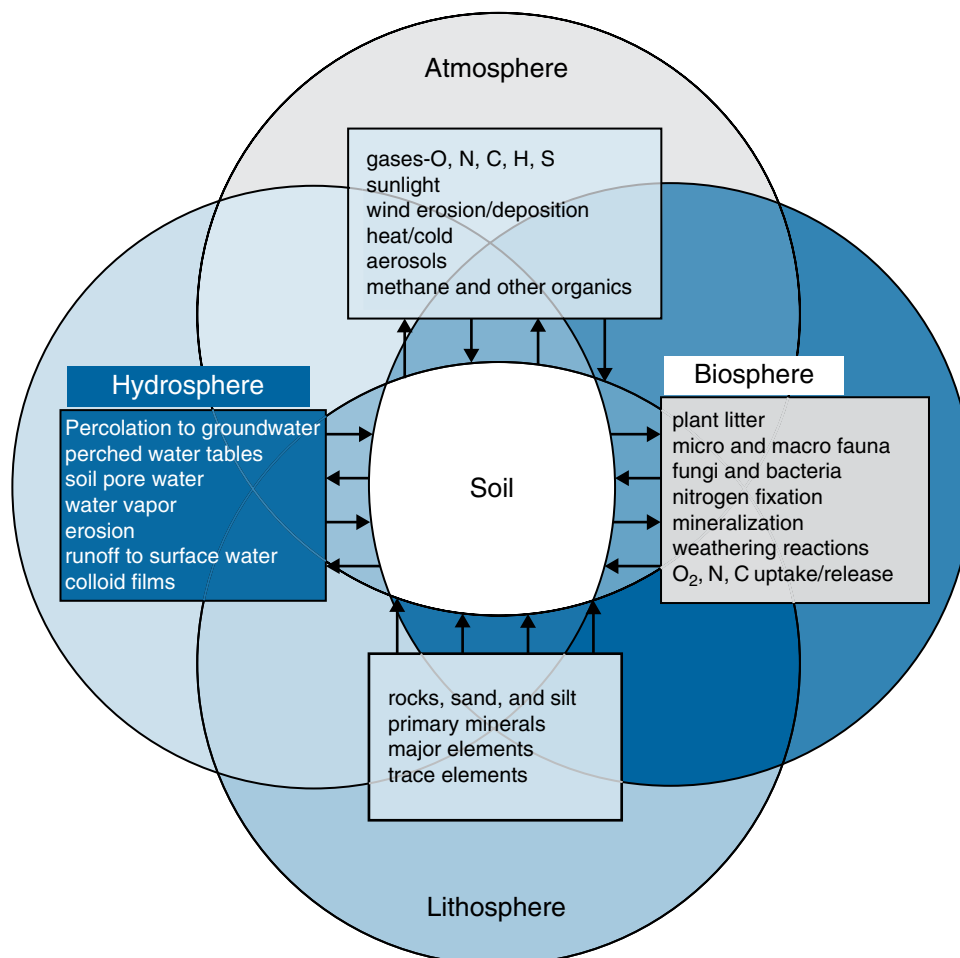 Atmosphere
gases-O, N, C, H, S
sunlight
wind erosion/deposition
heat/cold
aerosols
methane and other organics
Hydrosphere
Percolation to groundwater
perched water tables
soil pore water
water vapor
erosion
runoff to surface water
colloid films
Soil
Biosphere
plant litter
micro and macro fauna
fungi and bacteria
nitrogen fixation
mineralization
weathering reactions
O₂, N, C uptake/release
rocks, sand, and silt
primary minerals
major elements
trace elements
Lithosphere